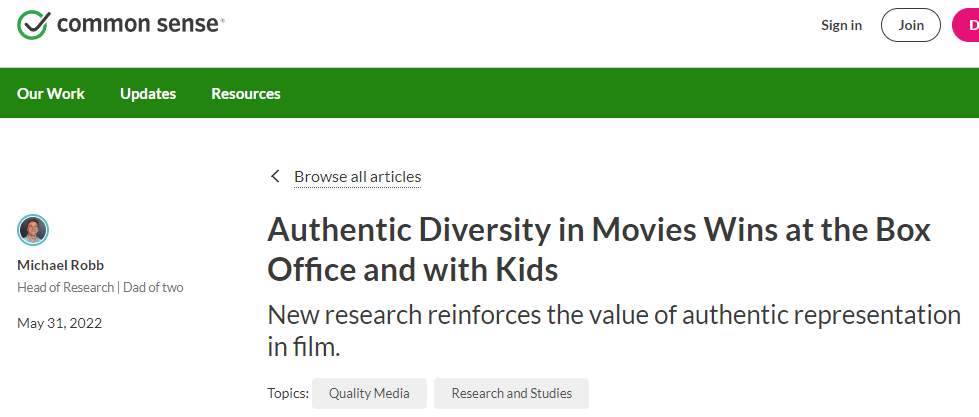 common sense®
Sign in
Join
D
Our Work
Updates
Resources
Browse all articles
Michael Robb
Head of Research | Dad of two
May 31, 2022
Authentic Diversity in Movies Wins at the Box
Office and with Kids
New research reinforces the value of authentic representation
in film.
Topics: Quality Media Research and Studies